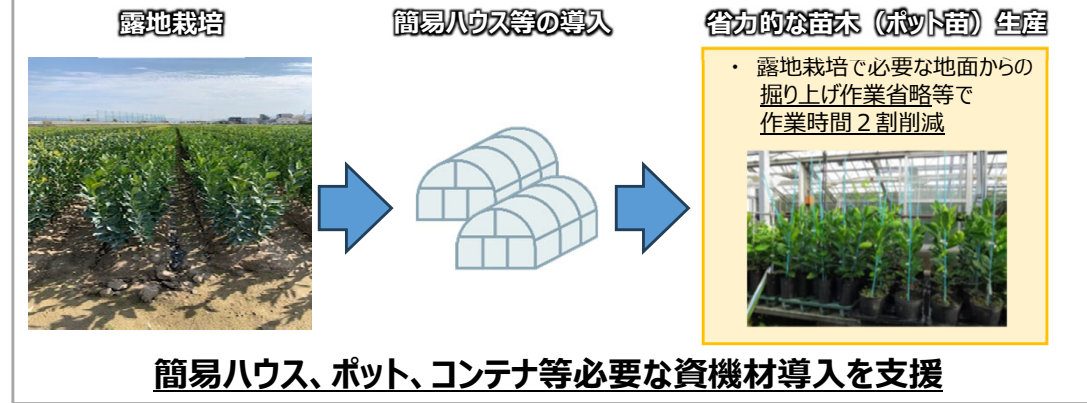 露地栽培
簡易ハウス等の導入
省力的な苗木（ポット苗）生産
・ 露地栽培で必要な地面からの
掘り上げ作業省略等で
作業時間２割削減
簡易ハウス、ポット、コンテナ等必要な資機材導入を支援